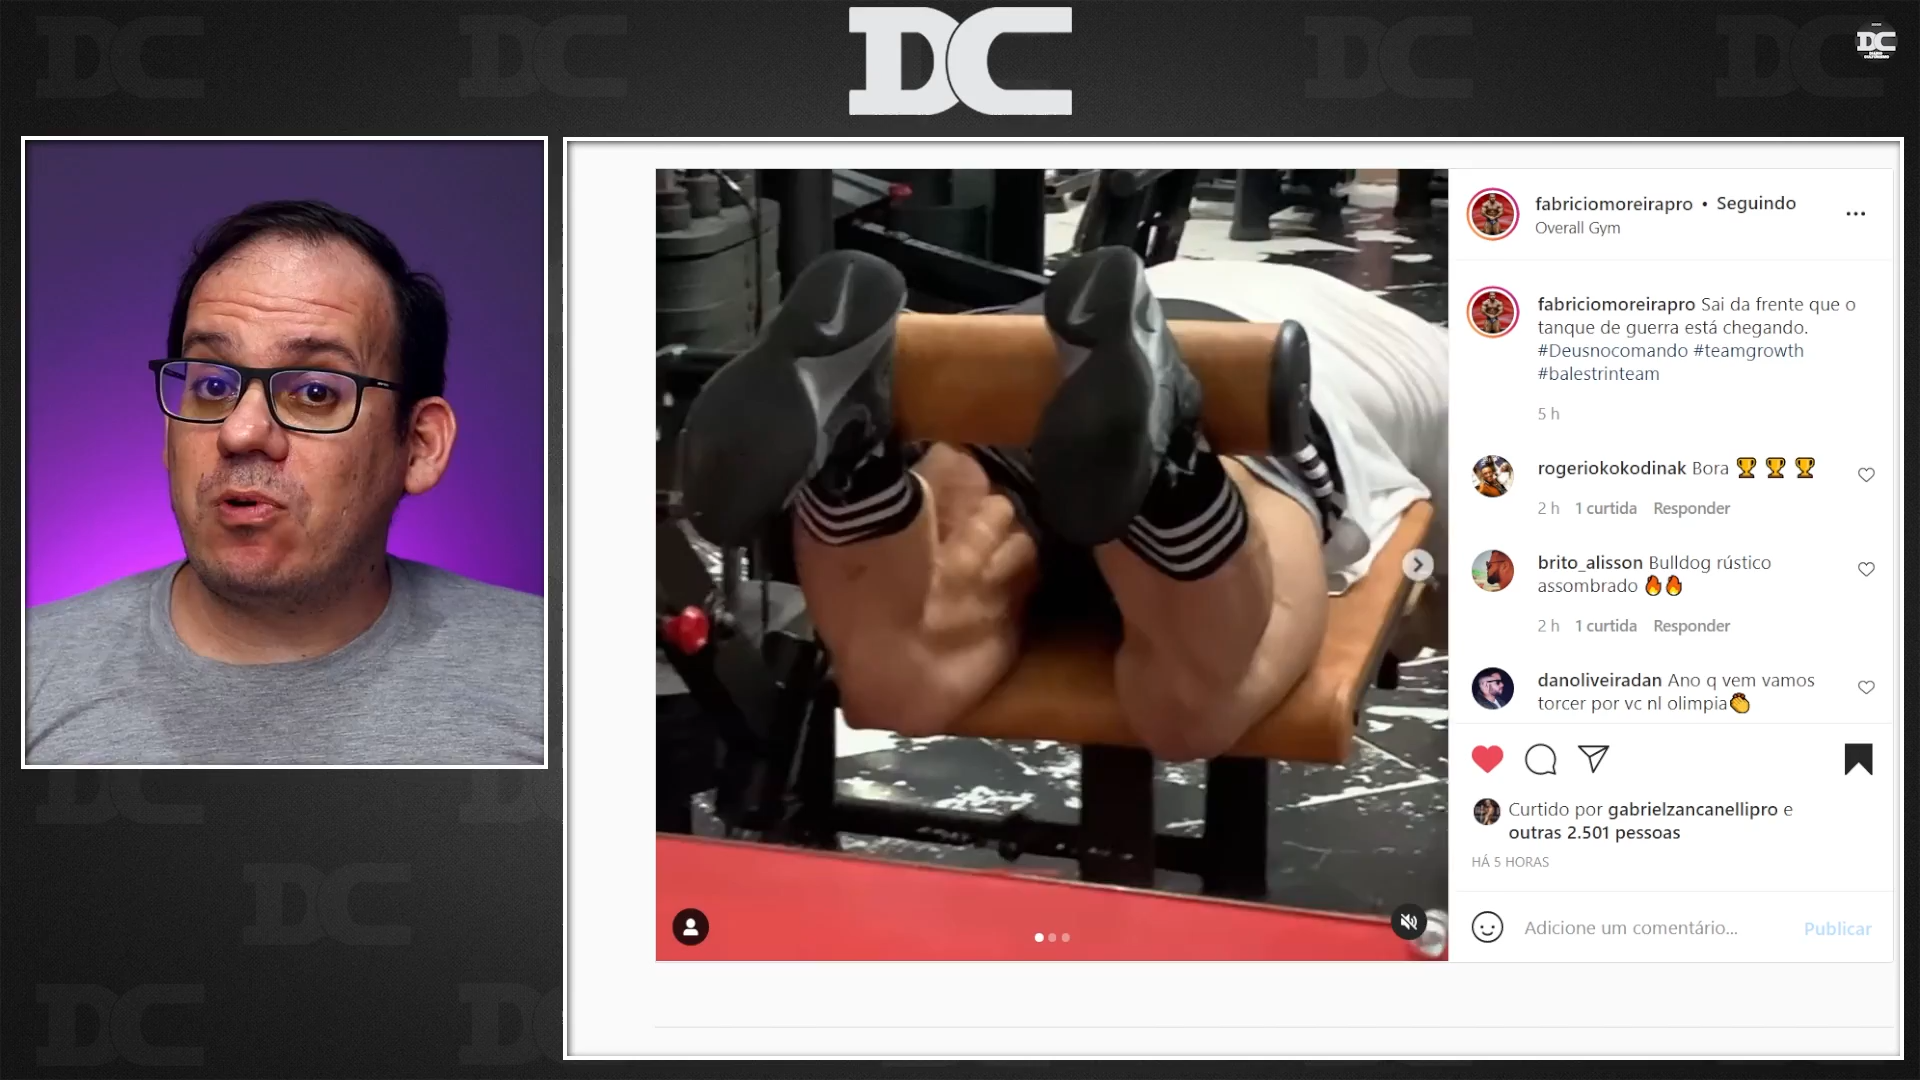 DC
DC
fabriciomoreirapro • Seguindo
Overall Gym
...
fabriciomoreirapro Sai da frente que o
tanque de guerra está chegando.
#Deusnocomando #teamgrowth
#balestrinteam
5 h
rogeriokokodinak Bora 🏆 🏆 🏆
2 h 1 curtida Responder
brito_alisson Bulldog rústico
assombrado 🔥🔥
2 h 1 curtida Responder
danoliveiradan Ano q vem vamos
torcer por vc nl olimpia👏
Curtido por gabrielzancanellipro e
outras 2.501 pessoas
HÁ 5 HORAS
Adicione um comentário... Publicar